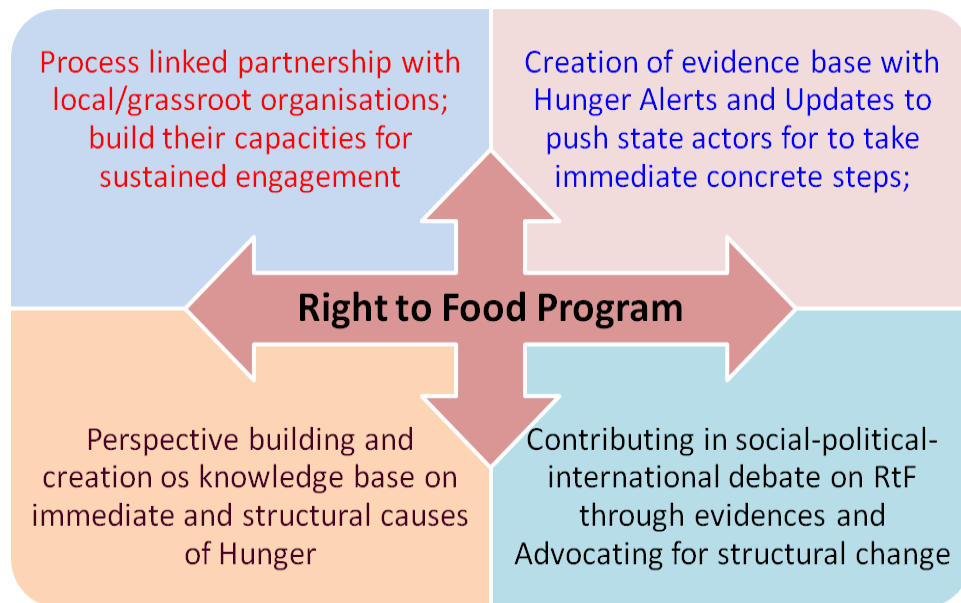 Process linked partnership with
local/grassroot organisations;
build their capacities for
sustained engagement
Creation of evidence base with
Hunger Alerts and Updates to
push state actors for to take
immediate concrete steps;
Right to Food Program
Perspective building and
creation os knowledge base on
immediate and structural causes
of Hunger
Contributing in social-political-
international debate on RtF
through evidences and
Advocating for structural change